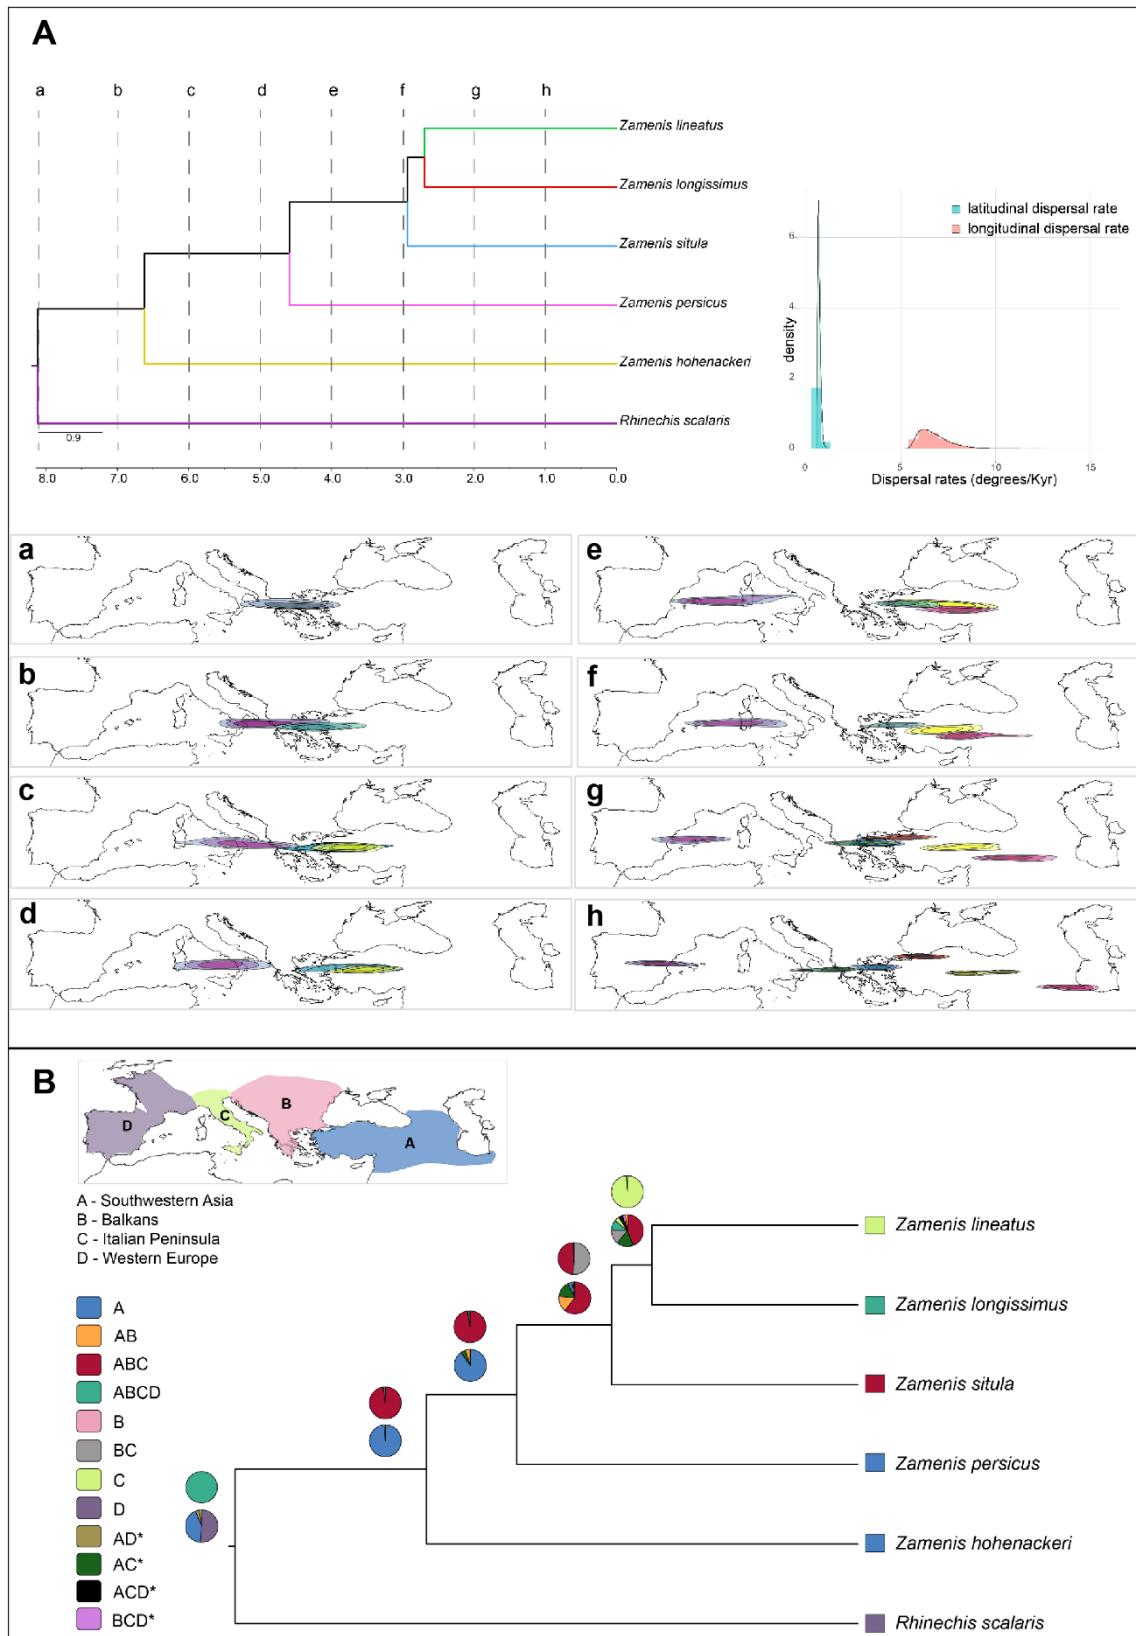 A
a b c d e f g h
Zamenis lineatus
Zamenis longissimus
Zamenis situla
Zamenis persicus
Zamenis hohenackeri
Rhinechis scalaris
0.9
8.0 7.0 6.0 5.0 4.0 3.0 2.0 1.0 0.0
latitudinal dispersal rate
longitudinal dispersal rate
density
6
4
2
0
0 5 10 15
Dispersal rates (degrees/Kyr)
a
b
c
d
e
f
g
h
B
D
C
B
A
A - Southwestern Asia
B - Balkans
C - Italian Peninsula
D - Western Europe
A
AB
ABC
ABCD
B
BC
C
D
AD*
AC*
ACD*
BCD*
Zamenis lineatus
Zamenis longissimus
Zamenis situla
Zamenis persicus
Zamenis hohenackeri
Rhinechis scalaris